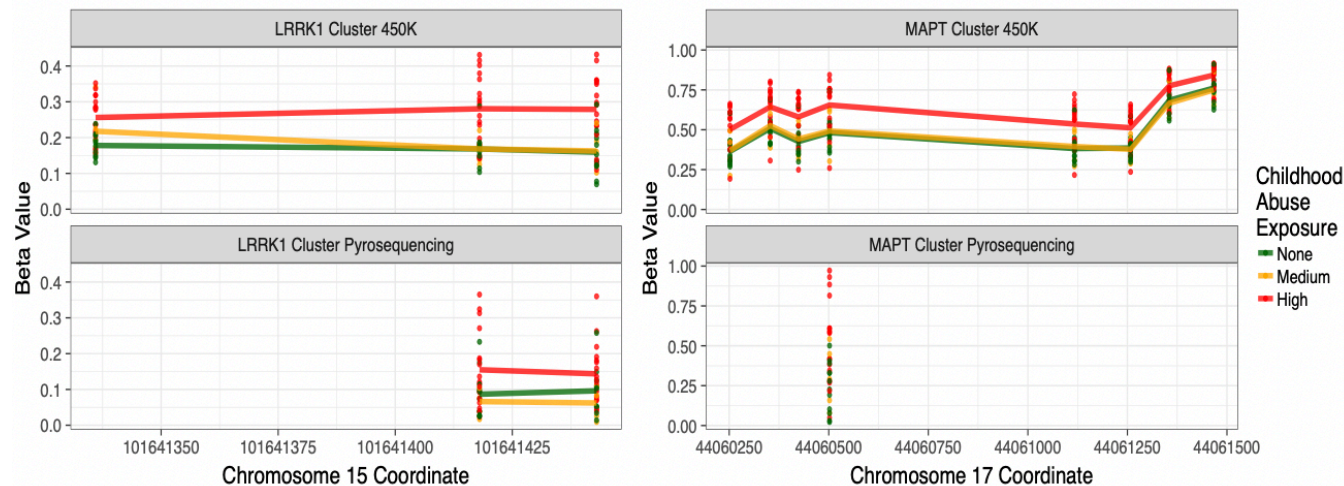 LRRK1 Cluster 450K
Beta Value
0.4
0.3
0.2
0.1
0.0
LRRK1 Cluster Pyrosequencing
0.4
0.3
0.2
0.1
0.0
101641350 101641375 101641400 101641425
Chromosome 15 Coordinate
MAPT Cluster 450K
Beta Value
1.00
0.75
0.50
0.25
0.00
MAPT Cluster Pyrosequencing
1.00
0.75
0.50
0.25
0.00
44060250 44060500 44060750 44061000 44061250 44061500
Chromosome 17 Coordinate
Childhood
Abuse
Exposure
None
Medium
High